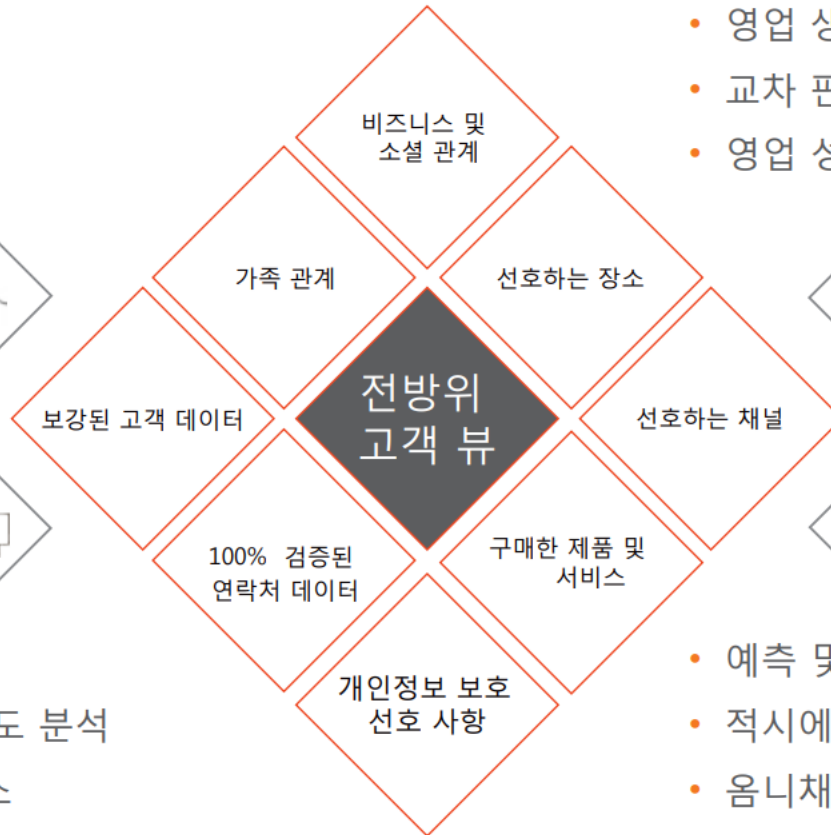 영업
교차
영업
비즈니스 및
소셜 관계
가족 관계
선호하는 장소
전방위
고객 뷰
보강된 고객 데이터
선호하는 채널
100% 검증된
연락처 데이터
구매한 제품 및
서비스
개인정보 보호
선호 사항
예측 및
적시에
옴니채
도 분석